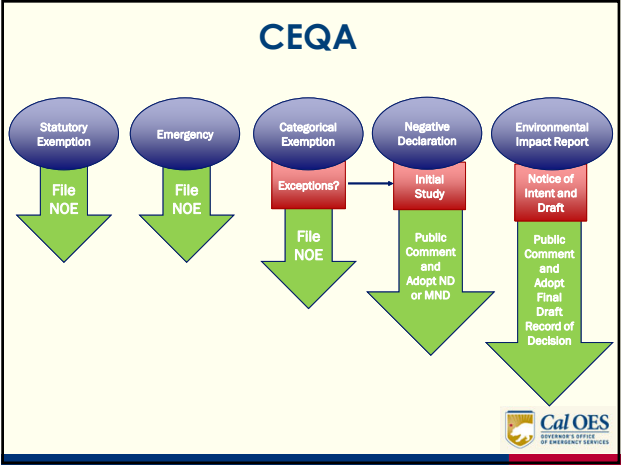 CEQA
Statutory
Exemption
File
NOE
Emergency
File
NOE
Categorical
Exemption
Exceptions?
File
NOE
Negative
Declaration
Initial
Study
Public
Comment
and
Adopt ND
or MND
Environmental
Impact Report
Notice of
Intent and
Draft
Public
Comment
and
Adopt
Final
Draft
Record of
Decision
Cal OES
GOVERNOR'S OFFICE
OF EMERGENCY SERVICES